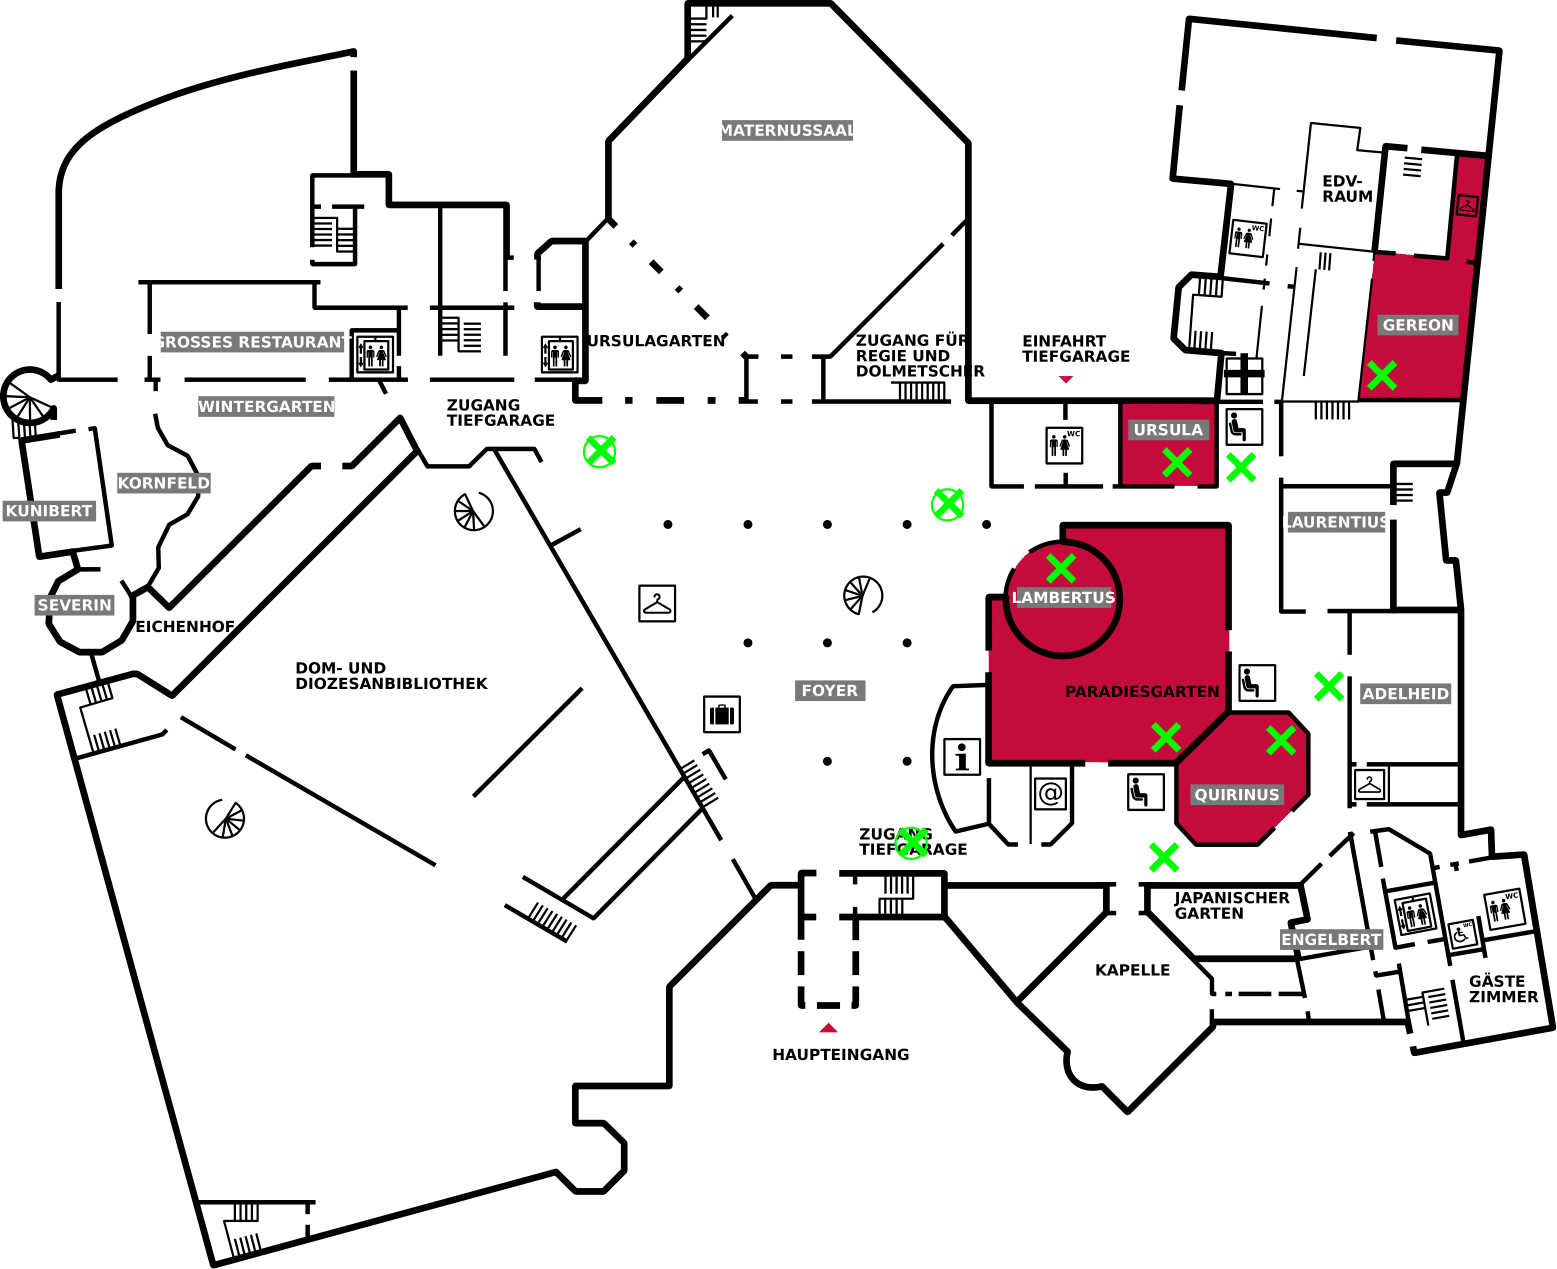 MATERNUSSAAL
EDV-
RAUM
WC
GEREON
GROSSES RESTAURANT
URSULAGARTEN
ZUGANG FÜR
REGIE UND
DOLMETSCHER
EINFAHRT
TIEFGARAGE
WINTERGARTEN
ZUGANG
TIEFGARAGE
URSULA
WC
KORNFELD
KUNIBERT
LAURENTIUS
LAMBERTUS
SEVERIN
EICHENHOF
DOM- UND
DIOZESANBIBLIOTHEK
FOYER
PARADIESGARTEN
ADELHEID
i
@
QUIRINUS
ZUGANG
TIEFGARAGE
JAPANISCHER
GARTEN
WC
WC
ENGELBERT
KAPELLE
GÄSTE
ZIMMER
HAUPTEINGANG